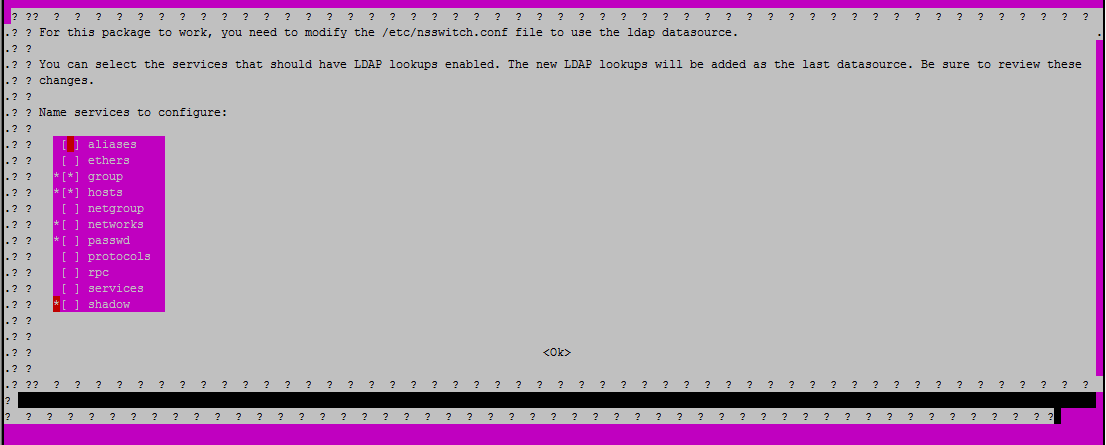 ? ?? ? ? ? ? ? ? ? ? ? ? ? ? ? ? ? ? ? ? ? ? ? ? ? ? ? ? ? ? ? ? ? ? ? ? ? ? ? ? ? ? ? ? ? ? ?
.? ? For this package to work, you need to modify the /etc/nsswitch.conf file to use the ldap datasource. .
.? ?
.? ? You can select the services that should have LDAP lookups enabled. The new LDAP lookups will be added as the last datasource. Be sure to review these
.? ? changes.
.? ?
.? ? Name services to configure:
.? ?
.? ? [ ] aliases
.? ? [ ] ethers
.? ? *[*] group
.? ? *[*] hosts
.? ? [ ] netgroup
.? ? *[ ] networks
.? ? *[ ] passwd
.? ? [ ] protocols
.? ? [ ] rpc
.? ? [ ] services
.? ? *[ ] shadow
.? ?
.? ?
.? ? <Ok>
.? ?
.? ?? ? ? ? ? ? ? ? ? ? ? ? ? ? ? ? ? ? ? ? ? ? ? ? ? ? ? ? ? ? ? ? ? ? ? ? ? ? ? ? ? ? ? ? ? ?
?
? ? ? ? ? ? ? ? ? ? ? ? ? ? ? ? ? ? ? ? ? ? ? ? ? ? ? ? ? ? ? ? ? ? ? ? ? ? ? ? ? ? ? ? ??